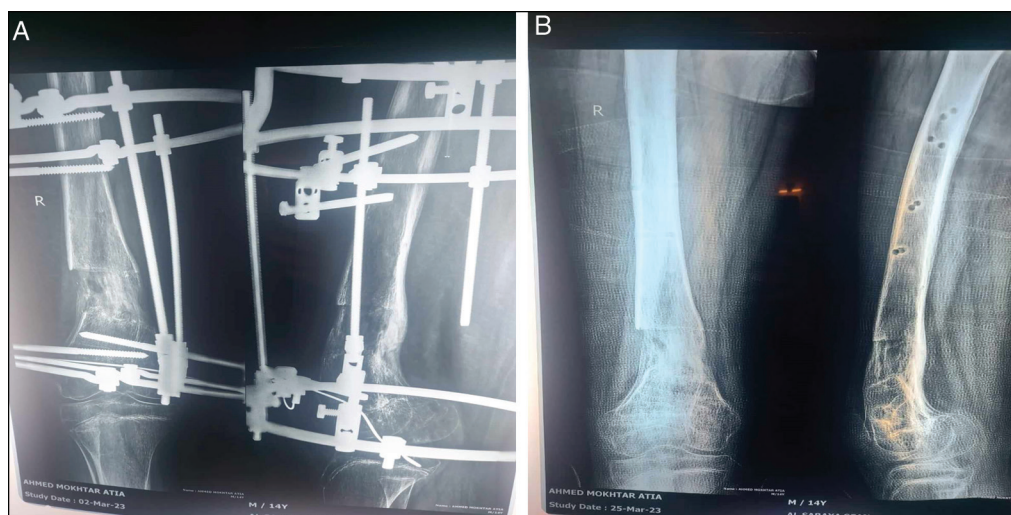 A
R
AHMED MOKHTAR ATIA
Study Date : 02-Mar-23
M / 14Y
B
R
AHMED MOKHTAR ATIA
Study Date : 25-Mar-23
M / 14Y